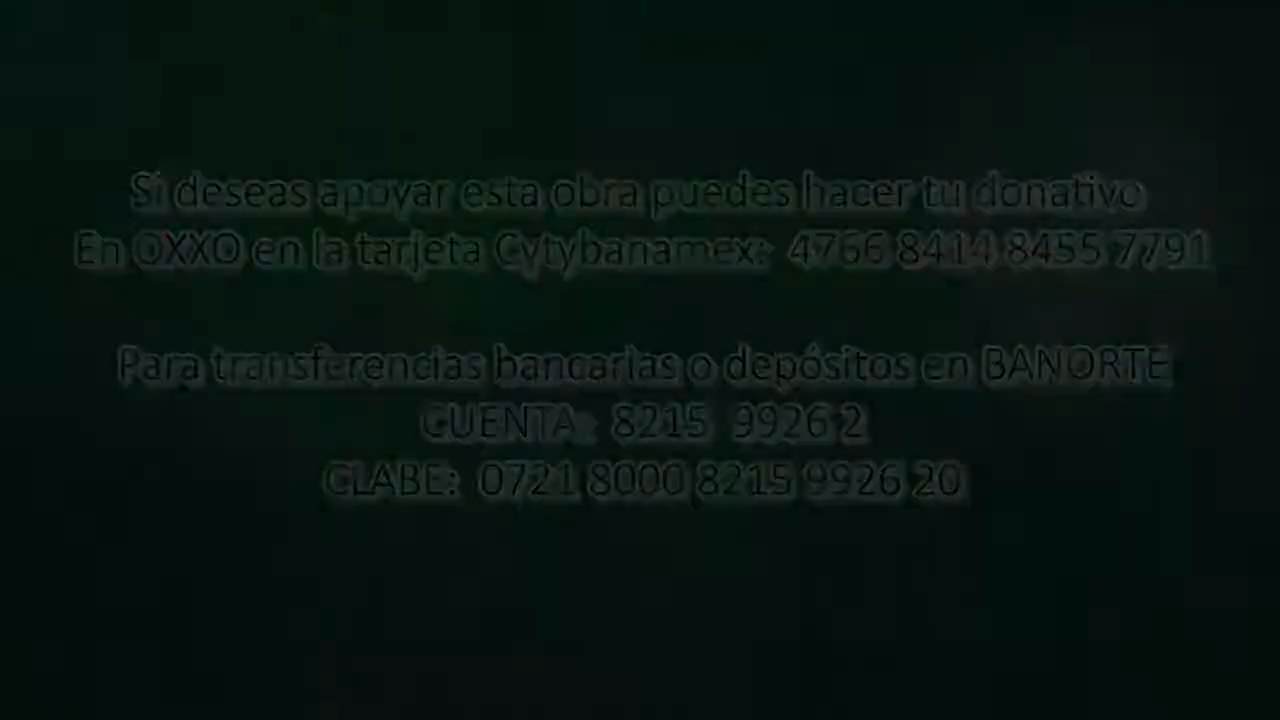 Si deseas apoyar esta obra puedes hacer tu donativo
En OXXO en la tarjeta Cytybanamex: 4766 8414 8455 7791
Para transferencias bancarias o depósitos en BANORTE
CUENTA: 8215 9926 2
CLABE: 0721 8000 8215 9926 20